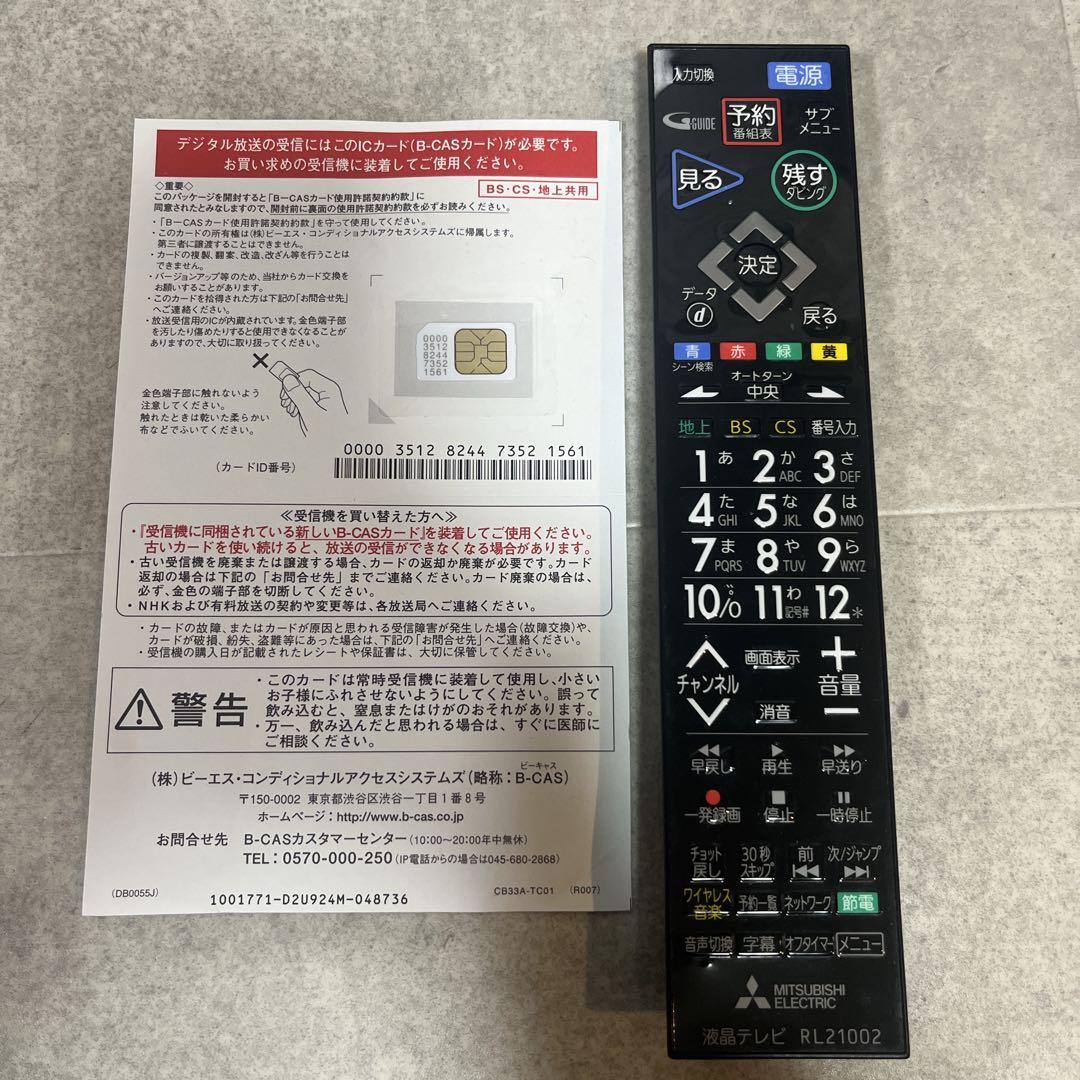 デジタル放送の受信にはこのICカード(B-CASカード)が必要です。
お買い求めの受信機に装着してご使用ください。
◇重要◇
BS・CS・地上共用
このパッケージを開封すると「B-CASカード使用許諾契約約款」に
同意されたとみなしますので、開封前に裏面の使用許諾契約約款を必ずお読みください。
・「B-CASカード使用許諾契約約款」を守って使用してください。
・このカードの所有権は(株)ビーエス・コンディショナルアクセスシステムズに帰属します。
第三者に譲渡することはできません。
・カードの複製、翻案、改造、改ざん等を行うことは
できません。
・バージョンアップ等のため、当社からカード交換を
お願いすることがあります。
・このカードを拾得された方は下記の「お問合せ先」
へご連絡ください。
・放送受信用のICが内蔵されています。金色端子部
を汚したり傷めたりすると使用できなくなることが
ありますので、大切に取り扱ってください。
0000
3512
8244
7352
1561
金色端子部に触れないよう
注意してください。
触れたときは乾いた柔らかい
布などでふいてください。
0000 3512 8244 7352 1561
(カードID番号)
≪受信機を買い替えた方へ≫
・『受信機に同梱されている新しいB-CASカード』を装着してご使用ください。
古いカードを使い続けると、放送の受信ができなくなる場合があります。
・古い受信機を廃棄または譲渡する場合、カードの返却か廃棄が必要です。カード
返却の場合は下記の「お問合せ先」までご連絡ください。カード廃棄の場合は、
必ず、金色の端子部を切断してください。
・NHKおよび有料放送の契約や変更等は、各放送局へご連絡ください。
・カードの故障、またはカードが原因と思われる受信障害が発生した場合(故障交換)や、
カードが破損、紛失、盗難等にあった場合は、下記の「お問合せ先」へご連絡ください。
・受信機の購入日が記載されたレシートや保証書は、大切に保管してください。
警告
・このカードは常時受信機に装着して使用し、小さい
お子様にふれさせないようにしてください。誤って
飲み込むと、窒息またはけがのおそれがあります。
・万一、飲み込んだと思われる場合は、すぐに医師に
ご相談ください。
ビーキャス
(株)ビーエス・コンディショナルアクセスシステムズ(略称:B-CAS)
〒150-0002 東京都渋谷区渋谷一丁目1番8号
ホームページ:http://www.b-cas.co.jp
お問合せ先 B-CASカスタマーセンター(10:00~20:00年中無休)
TEL:0570-000-250(IP電話からの場合は045-680-2868)
(DB0055J) CB33A-TC01 (R007)
1001771-D2U924M-048736
入力切換 電源
G-GUIDE 予約 サブ
番組表 メニュー
見る 残す
ダビング
決定
データ
d 戻る
青 赤 緑 黄
シーン検索 オートターン
中央
地上 BS CS 番号入力
1 あ 2 か ABC 3 さ DEF
4 た GHI 5 な JKL 6 は MNO
7 ま PQRS 8 や TUV 9 ら WXYZ
10 ゛゜/0 11 わ 記号# 12 *
チャンネル 画面表示 + 音量 -
消音
早戻し 再生 早送り
一発録画 停止 一時停止
チョット 30秒 前 次/ジャンプ
戻し スキップ
ワイヤレス
音楽 予約一覧 ネットワーク 節電
音声切換 字幕 オフタイマー メニュー
MITSUBISHI
ELECTRIC
液晶テレビ RL21002